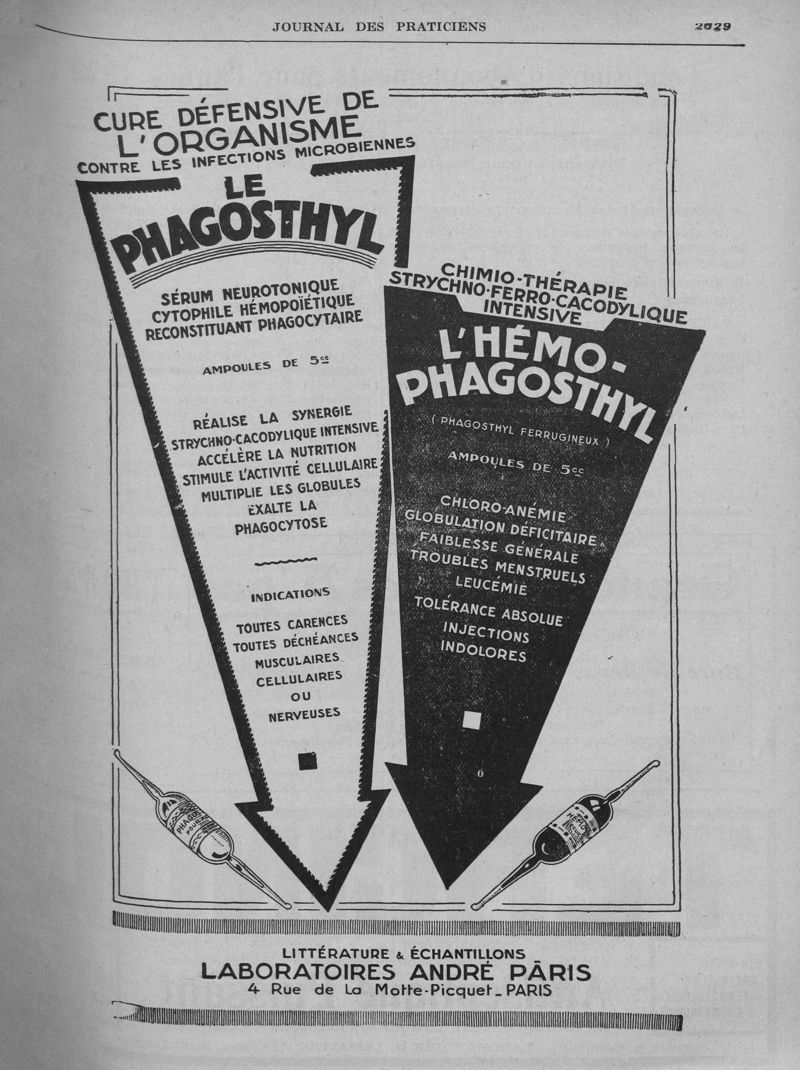 JOURNAL DES PRATICIENS
2029
CURE DÉFENSIVE DE
L'ORGANISME
CONTRE LES INFECTIONS MICROBIENNES
LE
PHAGOSTHYL
SÉRUM NEUROTONIQUE
CYTOPHILE HÉMOPOÏÉTIQUE
RECONSTITUANT PHAGOCYTAIRE
AMPOULES DE 5cc
RÉALISE LA SYNERGIE
STRYCHNO-CACODYLIQUE INTENSIVE
ACCÉLÈRE LA NUTRITION
STIMULE L'ACTIVITÉ CELLULAIRE
MULTIPLIE LES GLOBULES
EXALTE LA
PHAGOCYTOSE
INDICATIONS
TOUTES CARENCES
TOUTES DÉCHÉANCES
MUSCULAIRES
CELLULAIRES
OU
NERVEUSES
CHIMIO-THÉRAPIE
STRYCHNO-FERRO-CACODYLIQUE
INTENSIVE
L'HÉMO-
PHAGOSTHYL
( PHAGOSTHYL FERRUGINEUX )
AMPOULES DE 5cc
CHLORO-ANÉMIE
GLOBULATION DÉFICITAIRE
FAIBLESSE GÉNÉRALE
TROUBLES MENSTRUELS
LEUCÉMIE
TOLÉRANCE ABSOLUE
INJECTIONS
INDOLORES
LITTÉRATURE & ÉCHANTILLONS
LABORATOIRES ANDRÉ PÂRIS
4 Rue de La Motte-Picquet_PARIS